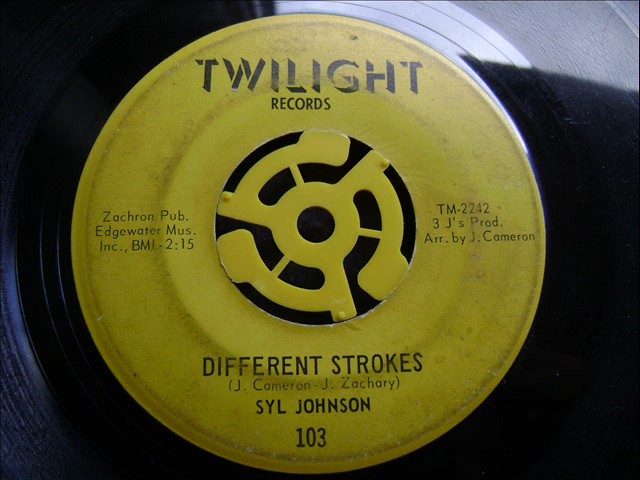 TWILIGHT
RECORDS
Zachron Pub.
Edgewater Mus.
Inc., BMI - 2:15
TM-2242
3 J's Prod.
Arr. by J. Cameron
DIFFERENT STROKES
(J. Cameron - J. Zachary)
SYL JOHNSON
103